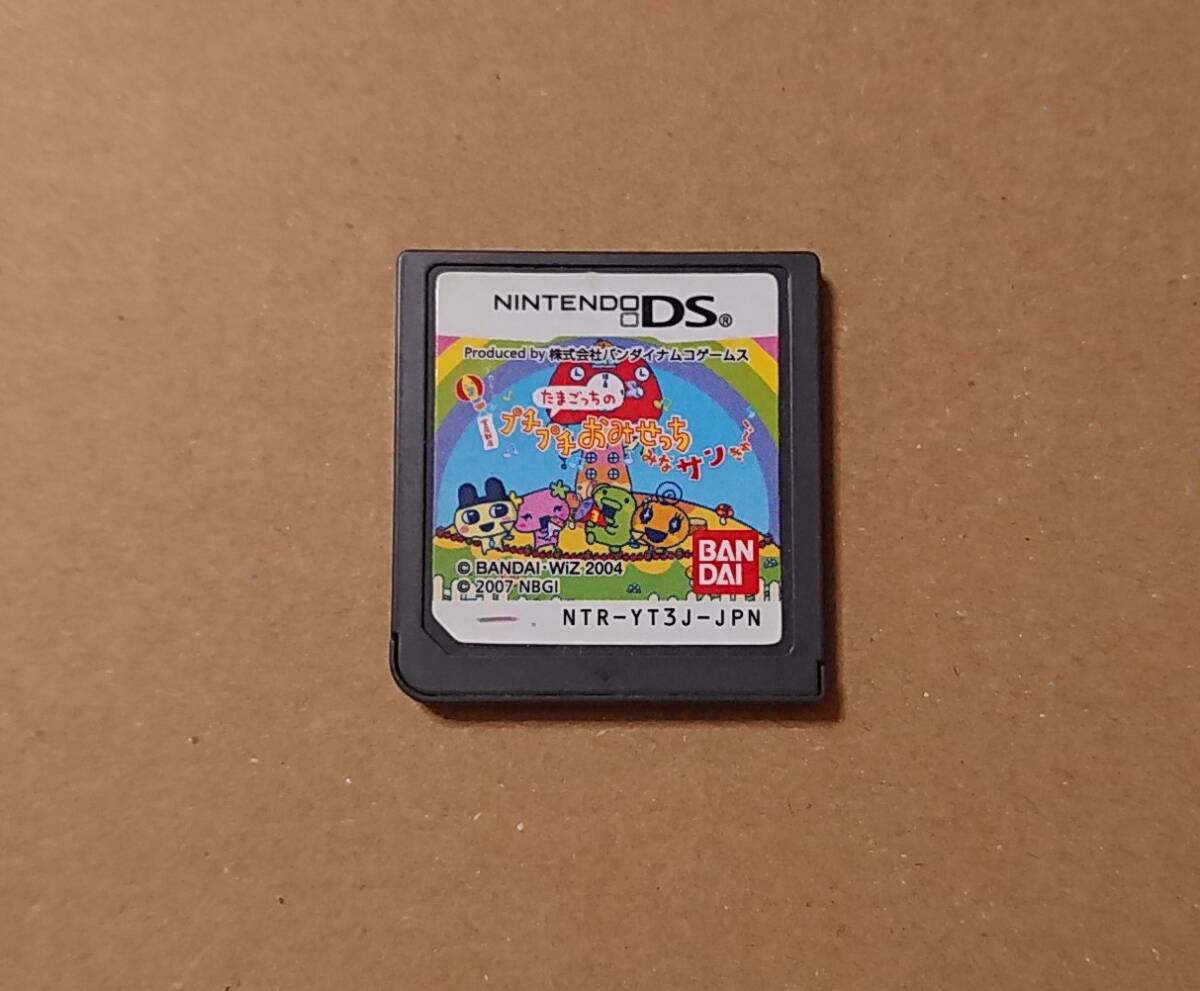 NINTENDO DS®
Produced by 株式会社バンダイナムコゲームス
たまごっちの
プチプチおみせっち
みなサンきゅ〜!
© BANDAI・WiZ 2004
© 2007 NBGI
BAN
DAI
NTR-YT3J-JPN